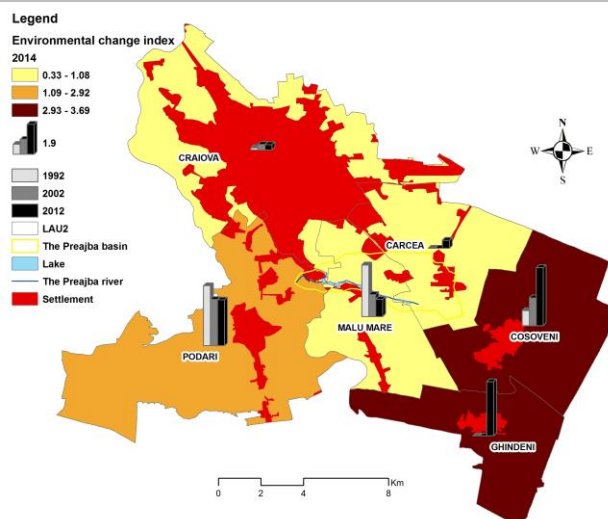 Legend
Environmental change index
2014
0.33 - 1.08
1.09 - 2.92
2.93 - 3.69
1.9
1992
2002
2012
LAU2
The Preajba basin
Lake
The Preajba river
Settlement
N
W E
S
CRAIOVA
CARCEA
COSOVENI
MALU MARE
PODARI
GHINDENI
Km
0 2 4 8